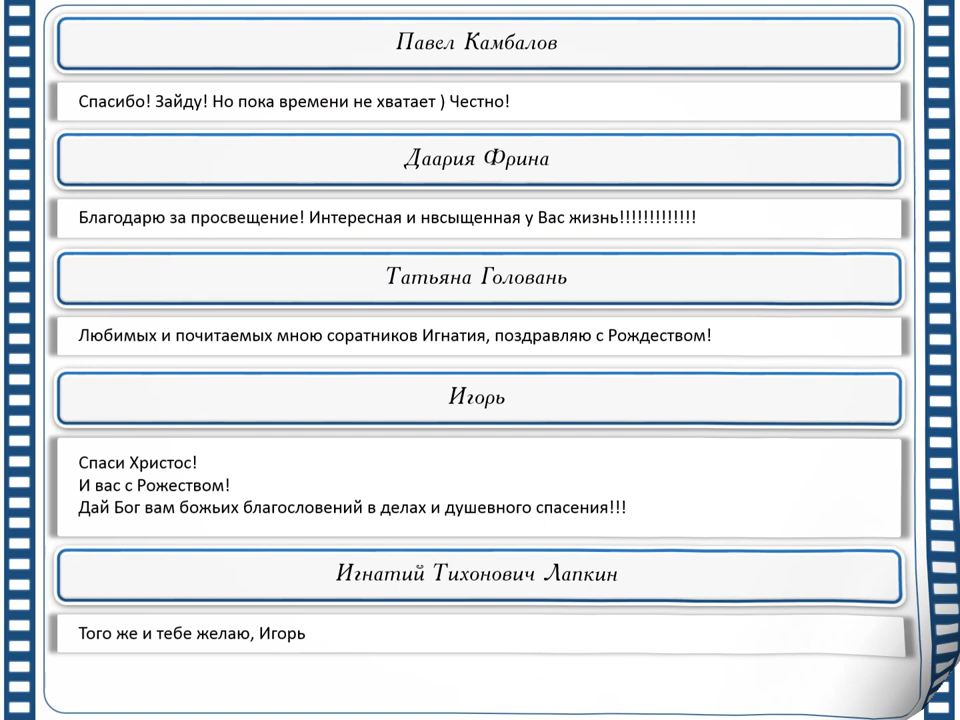 Павел Камбалов
Спасибо! Зайду! Но пока времени не хватает ) Честно!
Даария Фрина
Благодарю за просвещение! Интересная и нвсыщенная у Вас жизнь!!!!!!!!!!!!!
Татьяна Головань
Любимых и почитаемых мною соратников Игнатия, поздравляю с Рождеством!
Игорь
Спаси Христос!
И вас с Рожеством!
Дай Бог вам божьих благословений в делах и душевного спасения!!!
Игнатий Тихонович Лапкин
Того же и тебе желаю, Игорь